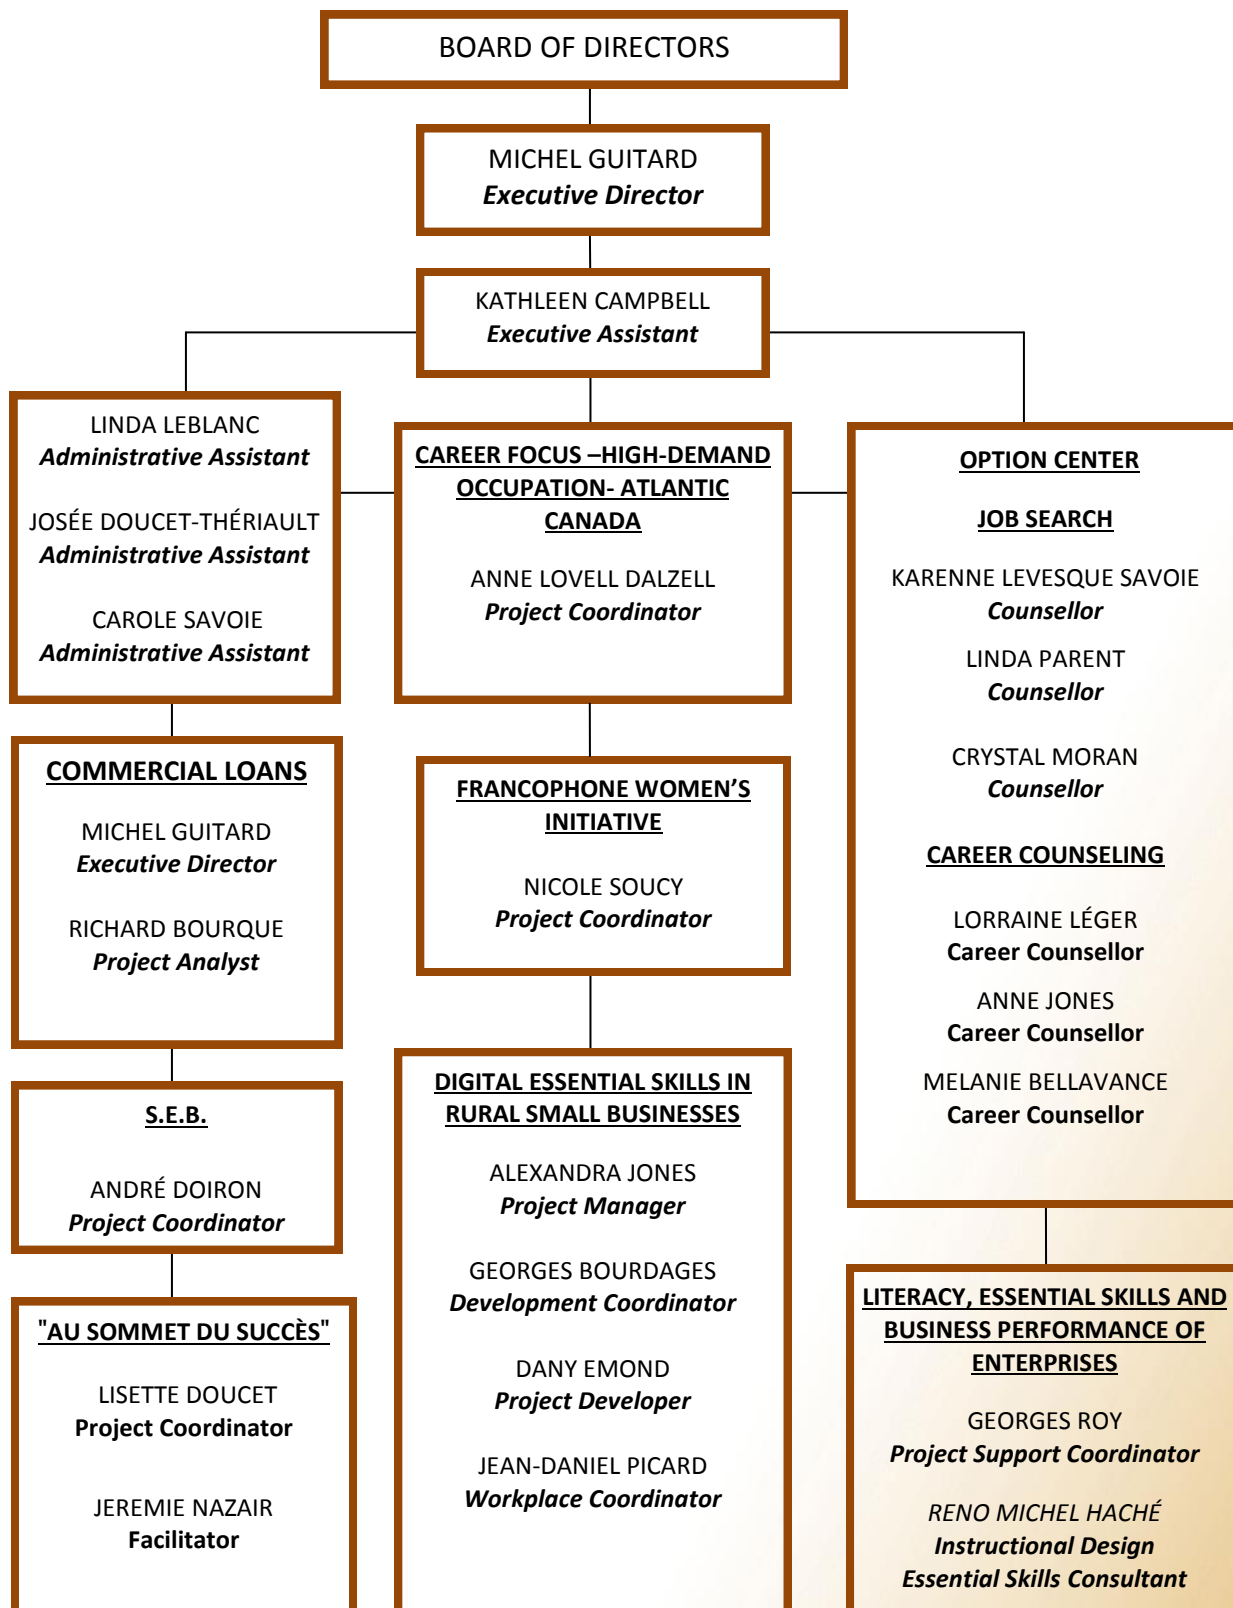 BOARD OF DIRECTORS
MICHEL GUITARD
Executive Director
KATHLEEN CAMPBELL
Executive Assistant
LINDA LEBLANC
Administrative Assistant
JOSÉE DOUCET-THÉRIAULT
Administrative Assistant
CAROLE SAVOIE
Administrative Assistant
COMMERCIAL LOANS
MICHEL GUITARD
Executive Director
RICHARD BOURQUE
Project Analyst
S.E.B.
ANDRÉ DOIRON
Project Coordinator
"AU SOMMET DU SUCCÈS"
LISETTE DOUCET
Project Coordinator
JEREMIE NAZAIR
Facilitator
CAREER FOCUS –HIGH-DEMAND
OCCUPATION- ATLANTIC
CANADA
ANNE LOVELL DALZELL
Project Coordinator
FRANCOPHONE WOMEN’S
INITIATIVE
NICOLE SOUCY
Project Coordinator
DIGITAL ESSENTIAL SKILLS IN
RURAL SMALL BUSINESSES
ALEXANDRA JONES
Project Manager
GEORGES BOURDAGES
Development Coordinator
DANY EMOND
Project Developer
JEAN-DANIEL PICARD
Workplace Coordinator
OPTION CENTER
JOB SEARCH
KARENNE LEVESQUE SAVOIE
Counsellor
LINDA PARENT
Counsellor
CRYSTAL MORAN
Counsellor
CAREER COUNSELING
LORRAINE LÉGER
Career Counsellor
ANNE JONES
Career Counsellor
MELANIE BELLAVANCE
Career Counsellor
LITERACY, ESSENTIAL SKILLS AND
BUSINESS PERFORMANCE OF
ENTERPRISES
GEORGES ROY
Project Support Coordinator
RENO MICHEL HACHÉ
Instructional Design
Essential Skills Consultant